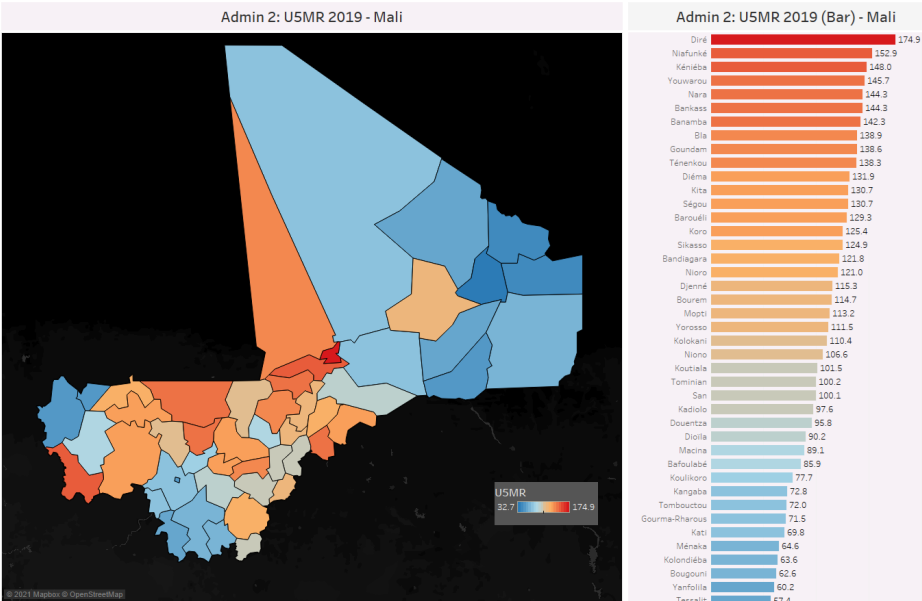 Admin 2: U5MR 2019 - Mali
U5MR
32.7 174.9
© 2021 Mapbox © OpenStreetMap
Admin 2: U5MR 2019 (Bar) - Mali
Diré 174.9
Niafunké 152.9
Kéniéba 148.0
Youwarou 145.7
Nara 144.3
Bankass 144.3
Banamba 142.3
Bla 138.9
Goundam 138.6
Ténenkou 138.3
Diéma 131.9
Kita 130.7
Ségou 130.7
Barouéli 129.3
Koro 125.4
Sikasso 124.9
Bandiagara 121.8
Nioro 121.0
Djenné 115.3
Bourem 114.7
Mopti 113.2
Yorosso 111.5
Kolokani 110.4
Niono 106.6
Koutiala 101.5
Tominian 100.2
San 100.1
Kadiolo 97.6
Douentza 95.8
Dioila 90.2
Macina 89.1
Bafoulabé 85.9
Koulikoro 77.7
Kangaba 72.8
Tombouctou 72.0
Gourma-Rharous 71.5
Kati 69.8
Ménaka 64.6
Kolondiéba 63.6
Bougouni 62.6
Yanfolila 60.2
Tessalit 57.4